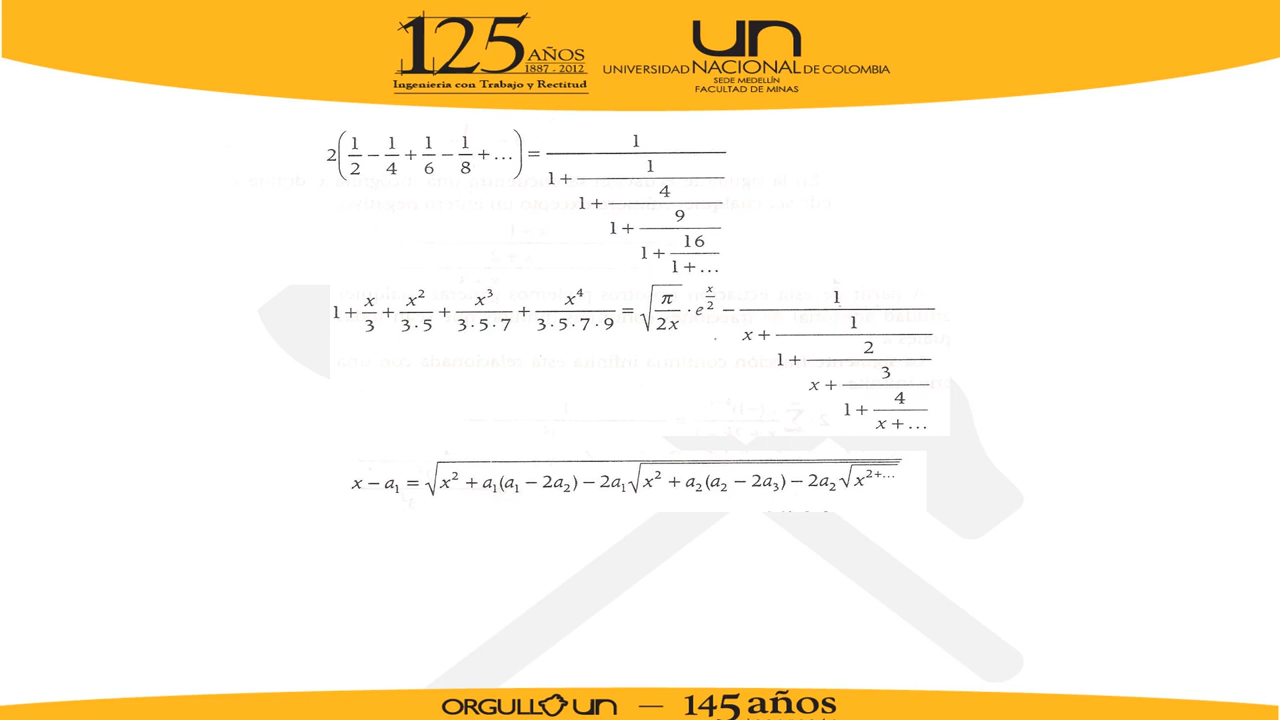 125 AÑOS
1887 - 2012
Ingeniería con Trabajo y Rectitud
un
UNIVERSIDAD NACIONAL DE COLOMBIA
SEDE MEDELLÍN
FACULTAD DE MINAS
2(1/2 − 1/4 + 1/6 − 1/8 + ...) = 1/(1 + 1/(1 + 4/(1 + 9/(1 + 16/(1 + ...)))))
1 + x/3 + x²/(3·5) + x³/(3·5·7) + x⁴/(3·5·7·9) = √(π/(2x)) · e^(x/2) − 1/(x + 1/(1 + 2/(x + 3/(1 + 4/(x + ...)))))
x − a₁ = √(x² + a₁(a₁ − 2a₂) − 2a₁√(x² + a₂(a₂ − 2a₃) − 2a₂√(x^(2+...))))
ORGULLO un — 145 años